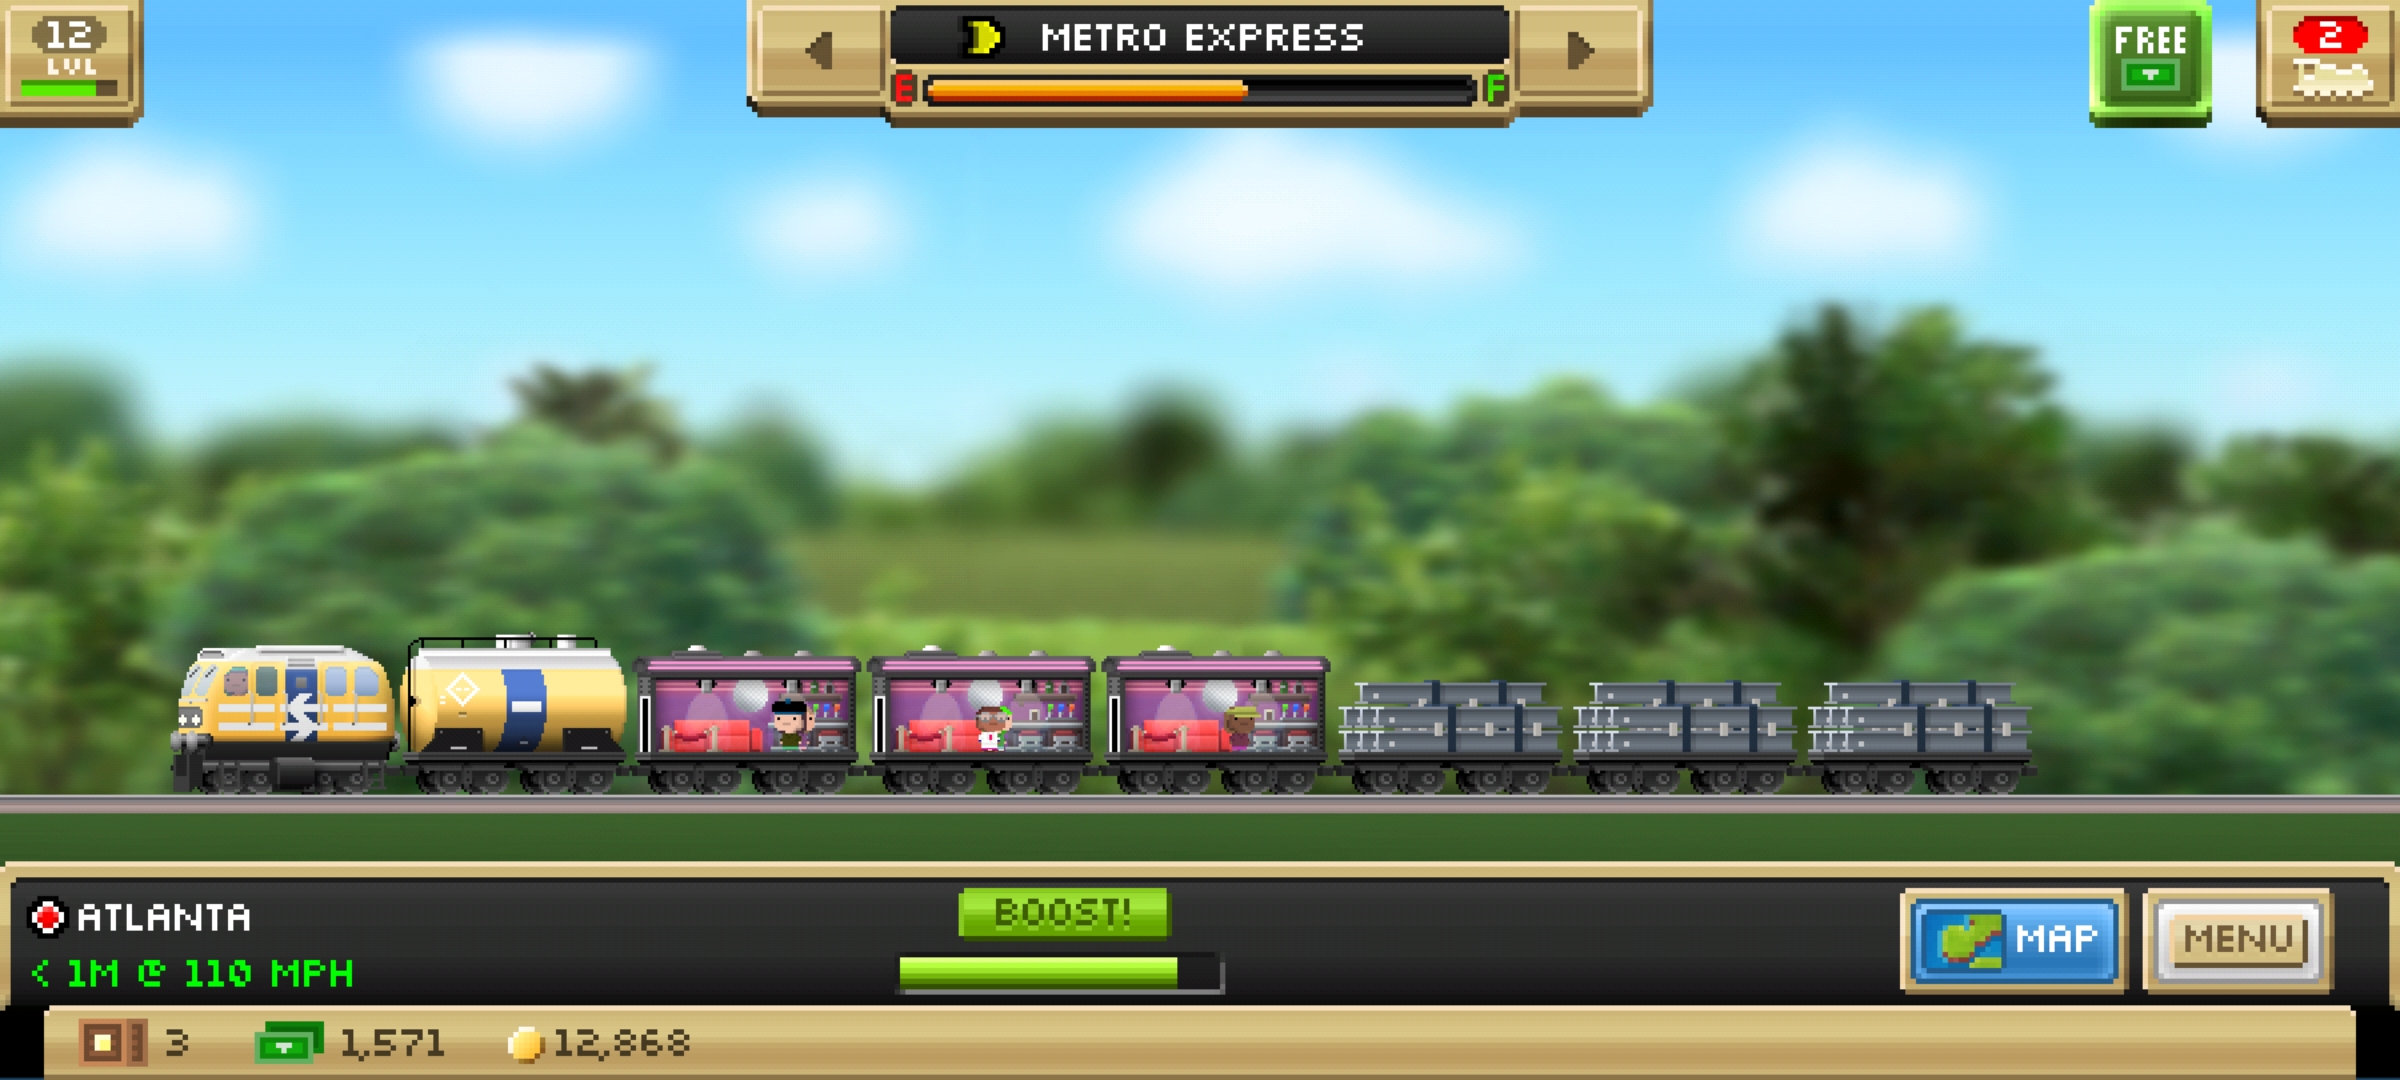 12
LVL
METRO EXPRESS
E F
FREE
2
ATLANTA
< 1M @ 110 MPH
BOOST!
MAP
MENU
3 1,571 12,868